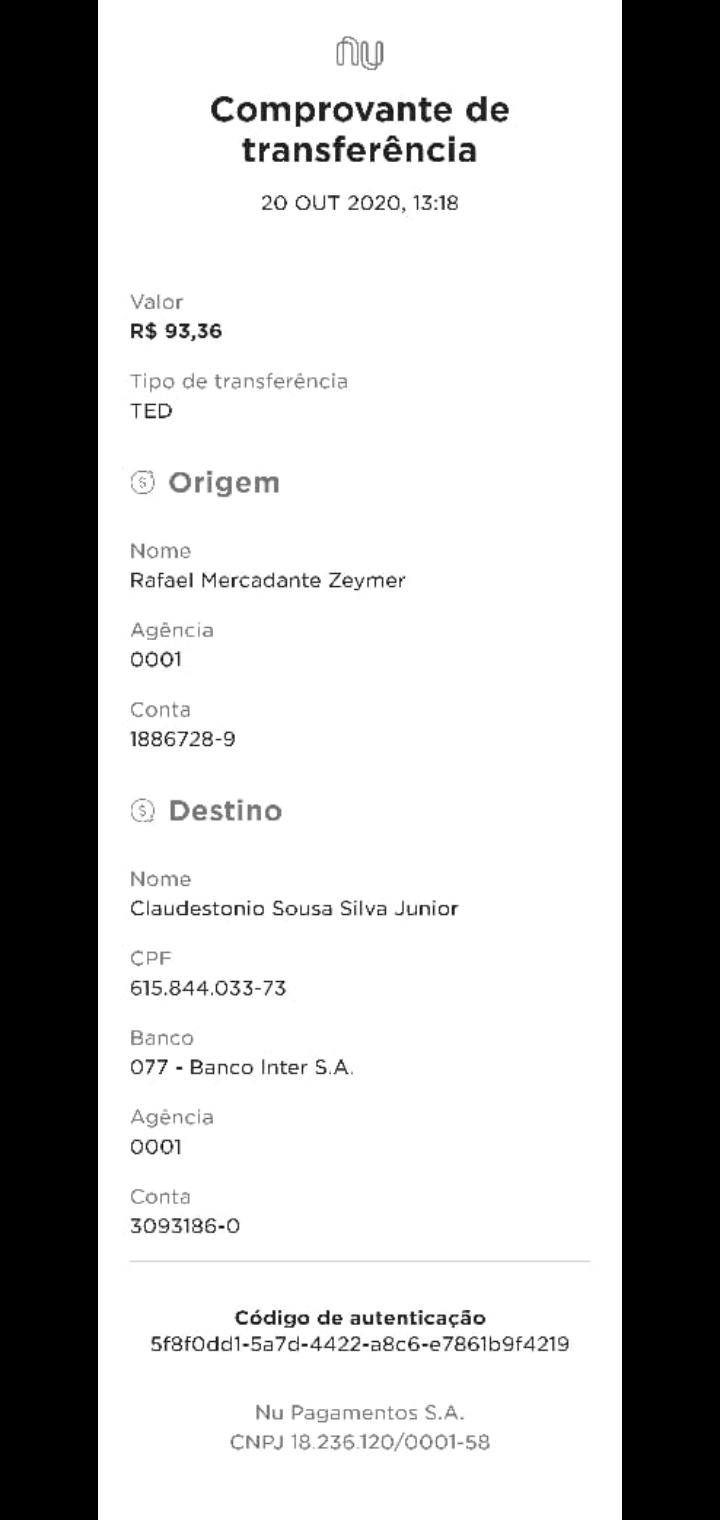 nu
Comprovante de
transferência
20 OUT 2020, 13:18
Valor
R$ 93,36
Tipo de transferência
TED
Origem
Nome
Rafael Mercadante Zeymer
Agência
0001
Conta
1886728-9
Destino
Nome
Claudestonio Sousa Silva Junior
CPF
615.844.033-73
Banco
077 - Banco Inter S.A.
Agência
0001
Conta
3093186-0
Código de autenticação
5f8f0dd1-5a7d-4422-a8c6-e7861b9f4219
Nu Pagamentos S.A.
CNPJ 18.236.120/0001-58